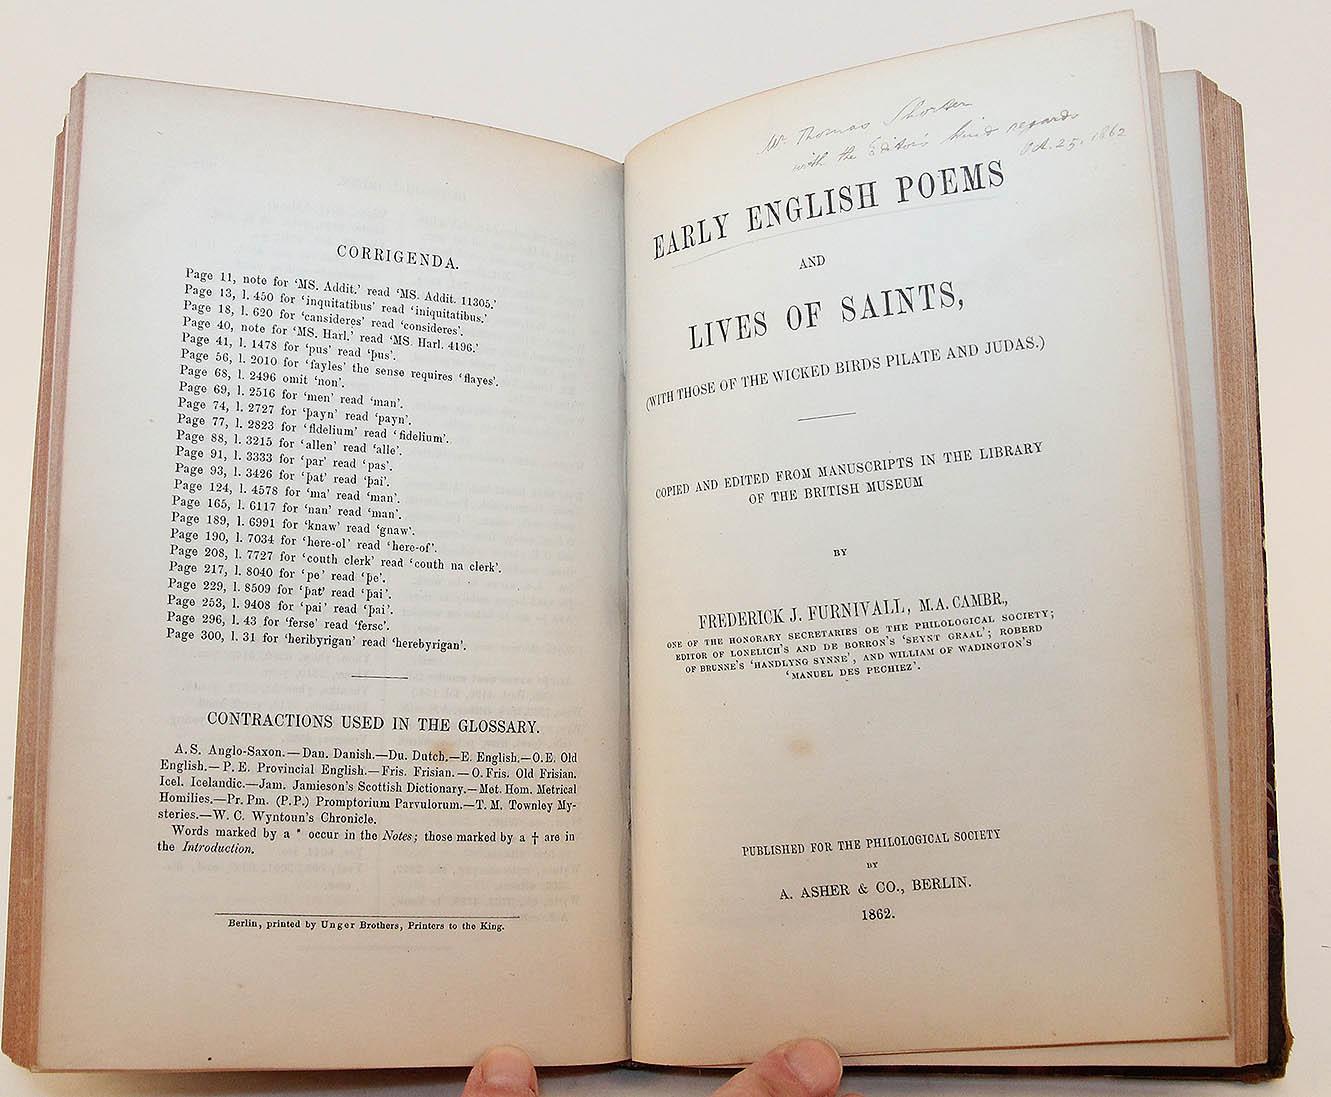 CORRIGENDA.
Page 11, note for 'MS. Addit.' read 'MS. Addit. 11305.'
Page 13, l. 450 for 'inquitatibus' read 'iniquitatibus.'
Page 18, l. 620 for 'cansideres' read 'consideres'.
Page 40, note for 'MS. Harl.' read 'MS. Harl. 4196.'
Page 41, l. 1478 for 'pus' read 'þus'.
Page 56, l. 2010 for 'fayles' the sense requires 'flayes'.
Page 68, l. 2496 omit 'non'.
Page 69, l. 2516 for 'men' read 'man'.
Page 74, l. 2727 for 'þayn' read 'payn'.
Page 77, l. 2823 for 'fldelium' read 'fidelium'.
Page 88, l. 3215 for 'allen' read 'alle'.
Page 91, l. 3333 for 'par' read 'pas'.
Page 93, l. 3426 for 'þat' read 'þai'.
Page 124, l. 4578 for 'ma' read 'man'.
Page 165, l. 6117 for 'nan' read 'man'.
Page 189, l. 6991 for 'knaw' read 'gnaw'.
Page 190, l. 7034 for 'here-ol' read 'here-of'.
Page 208, l. 7727 for 'couth clerk' read 'couth na clerk'.
Page 217, l. 8040 for 'pe' read 'þe'.
Page 229, l. 8509 for 'þat' read 'þai'.
Page 253, l. 9408 for 'pai' read 'þai'.
Page 296, l. 43 for 'ferse' read 'fersc'.
Page 300, l. 31 for 'heribyrigan' read 'herebyrigan'.
CONTRACTIONS USED IN THE GLOSSARY.
A. S. Anglo-Saxon.—Dan. Danish.—Du. Dutch.—E. English.—O. E. Old
English.—P. E. Provincial English.—Fris. Frisian.—O. Fris. Old Frisian.
Icel. Icelandic.—Jam. Jamieson's Scottish Dictionary.—Met. Hom. Metrical
Homilies.—Pr. Pm. (P. P.) Promptorium Parvulorum.—T. M. Townley My-
steries.—W. C. Wyntoun's Chronicle.
Words marked by a * occur in the Notes; those marked by a † are in
the Introduction.
Berlin, printed by Unger Brothers, Printers to the King.
Mr Thomas Shorter
with the Editor's kind regards
Oct. 25, 1862
EARLY ENGLISH POEMS
AND
LIVES OF SAINTS,
(WITH THOSE OF THE WICKED BIRDS PILATE AND JUDAS.)
COPIED AND EDITED FROM MANUSCRIPTS IN THE LIBRARY
OF THE BRITISH MUSEUM
BY
FREDERICK J. FURNIVALL, M.A. CAMBR.,
ONE OF THE HONORARY SECRETARIES OE THE PHILOLOGICAL SOCIETY;
EDITOR OF LONELICH'S AND DE BORRON'S 'SEYNT GRAAL'; ROBERD
OF BRUNNE'S 'HANDLYNG SYNNE', AND WILLIAM OF WADINGTON'S
'MANUEL DES PECHIEZ'.
PUBLISHED FOR THE PHILOLOGICAL SOCIETY
BY
A. ASHER & CO., BERLIN.
1862.